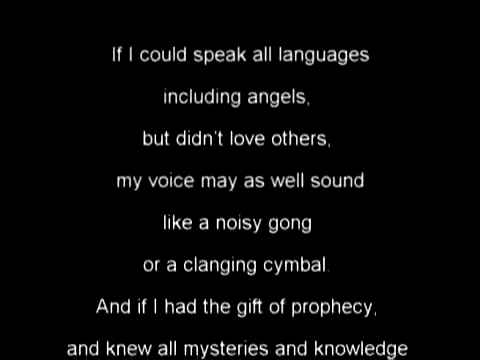 If I could speak all languages
including angels,
but didn't love others,
my voice may as well sound
like a noisy gong
or a clanging cymbal.
And if I had the gift of prophecy,
and knew all mysteries and knowledge